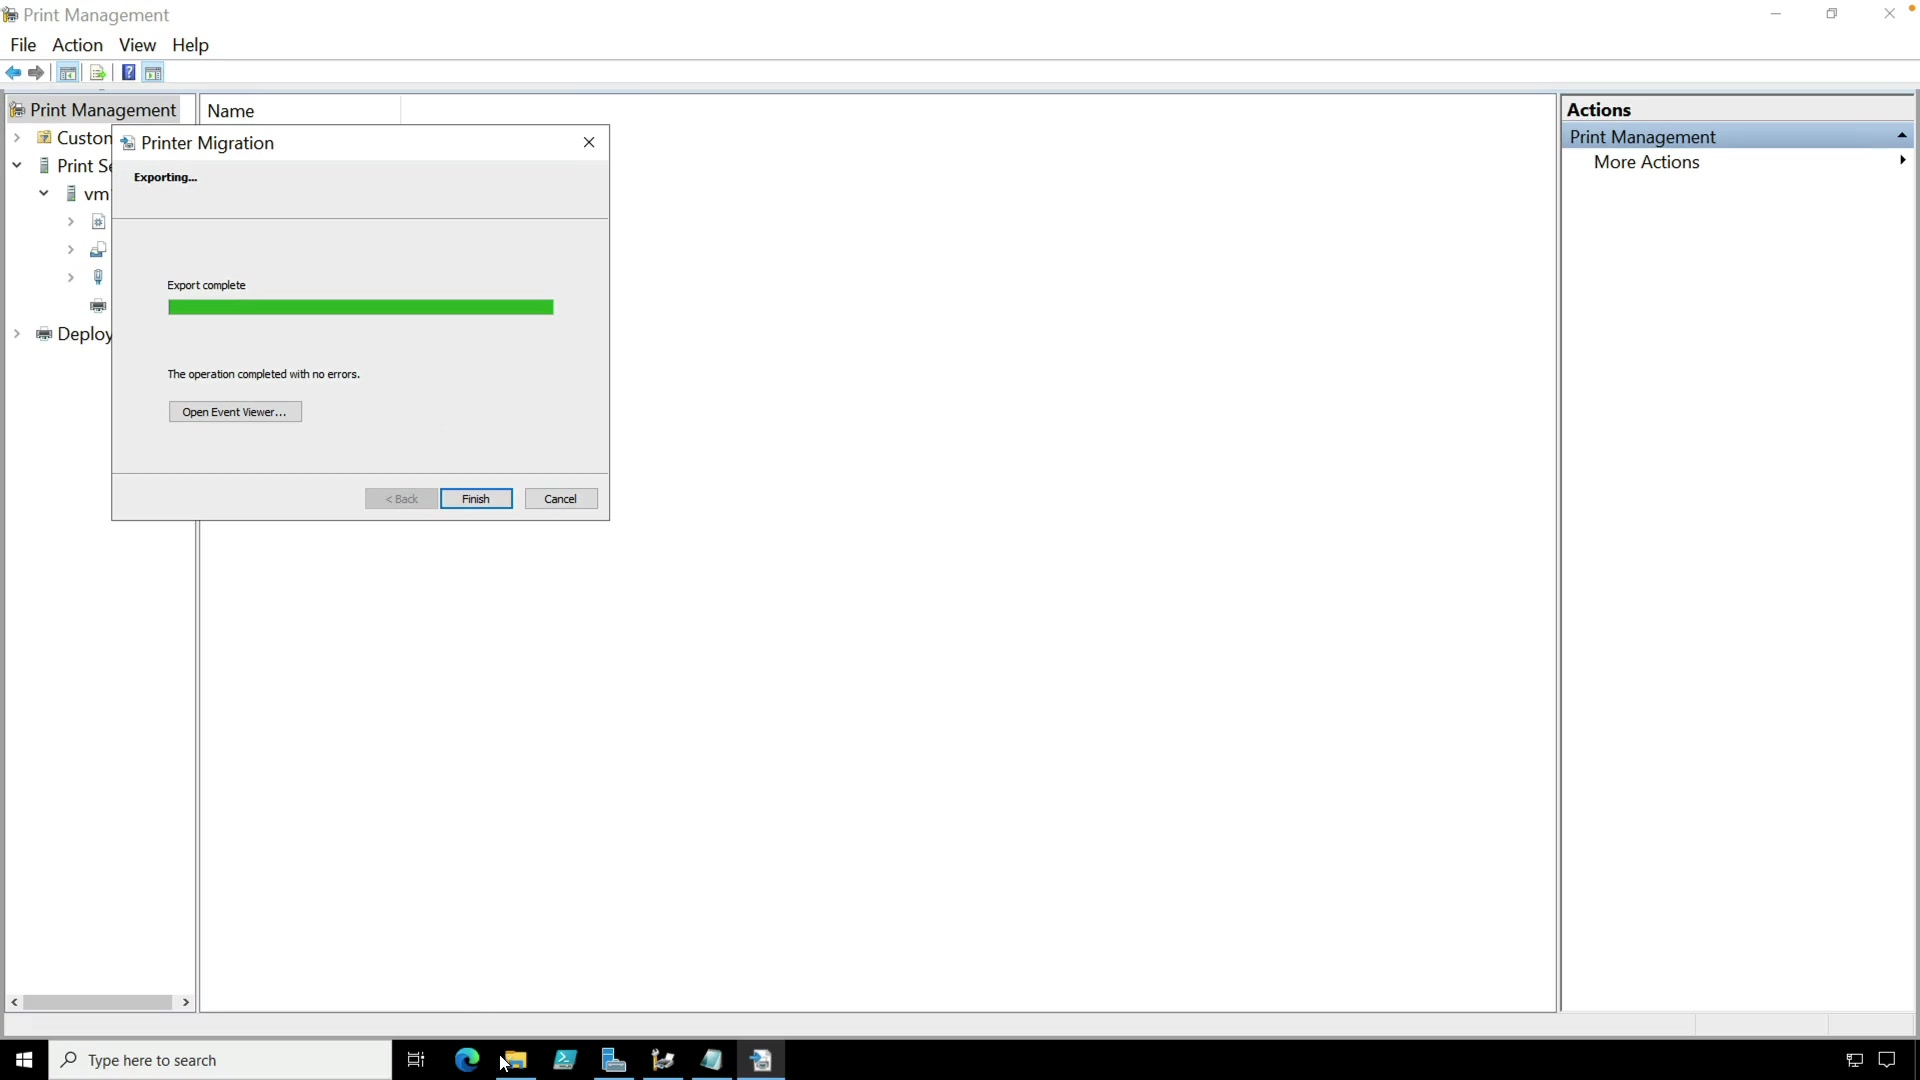 Print Management
File Action View Help
Print Management
Name
Actions
Custom
Print Se
vm
Deploy
Printer Migration
Exporting...
Export complete
The operation completed with no errors.
Open Event Viewer...
< Back
Finish
Cancel
Print Management
More Actions
Type here to search